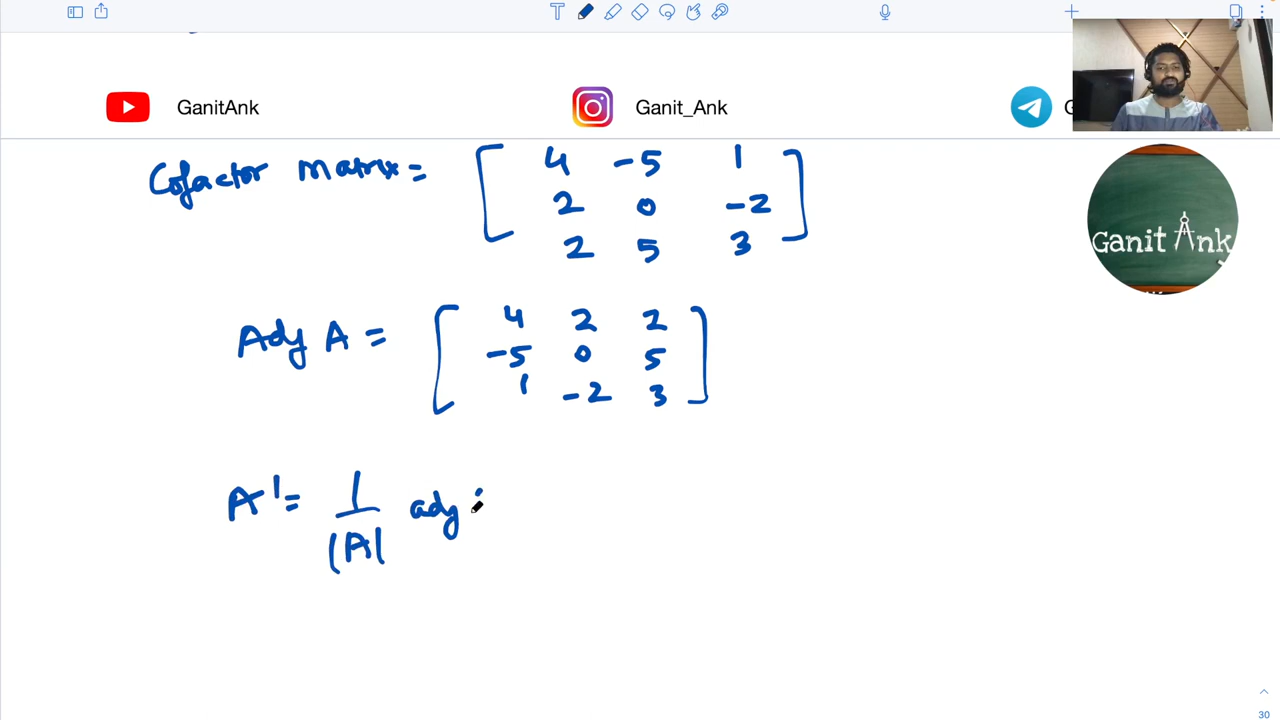 GanitAnk Ganit_Ank G
Cofactor Matrix = [ 4 -5 1
2 0 -2
2 5 3 ]
Ganit Ank
Adj A = [ 4 2 2
-5 0 5
1 -2 3 ]
A' = 1 adj
|A|
30